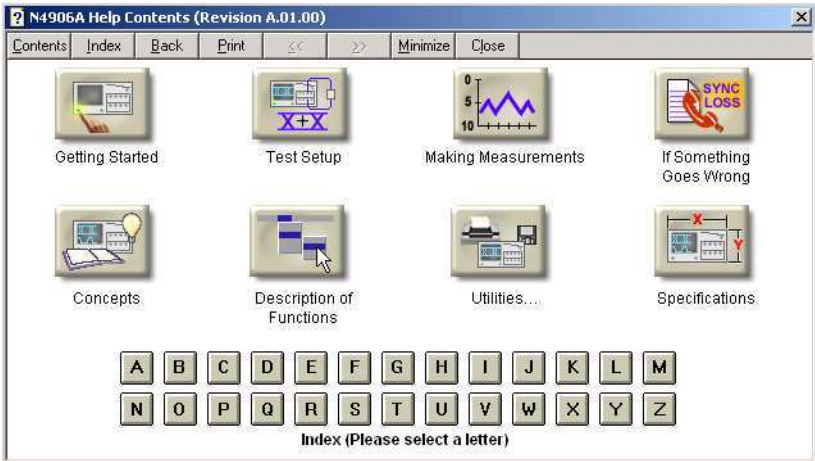 N4906A Help Contents (Revision A.01.00)
Contents Index Back Print << >> Minimize Close
0
5
10
SYNC
LOSS
X+X
Getting Started Test Setup Making Measurements If Something
Goes Wrong
X
Y
Concepts Description of Utilities... Specifications
Functions
A B C D E F G H I J K L M
N O P Q R S T U V W X Y Z
Index (Please select a letter)